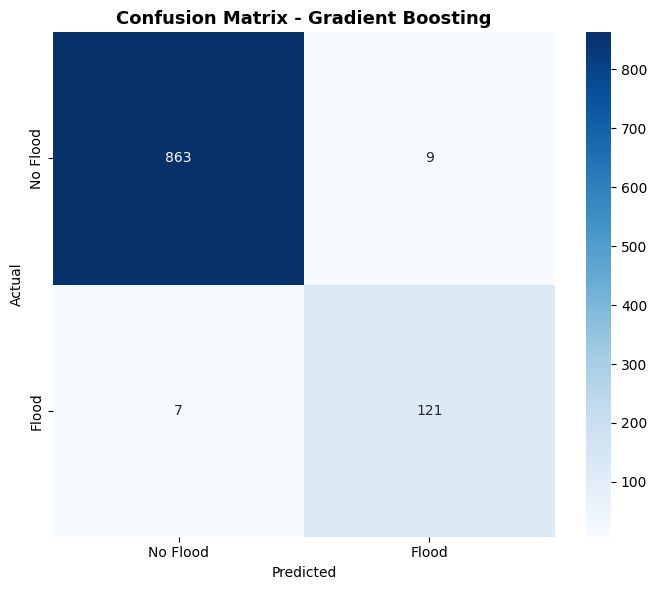 Confusion Matrix - Gradient Boosting
No Flood
863
9
Actual
Flood
7
121
No Flood
Flood
Predicted
800
700
600
500
400
300
200
100